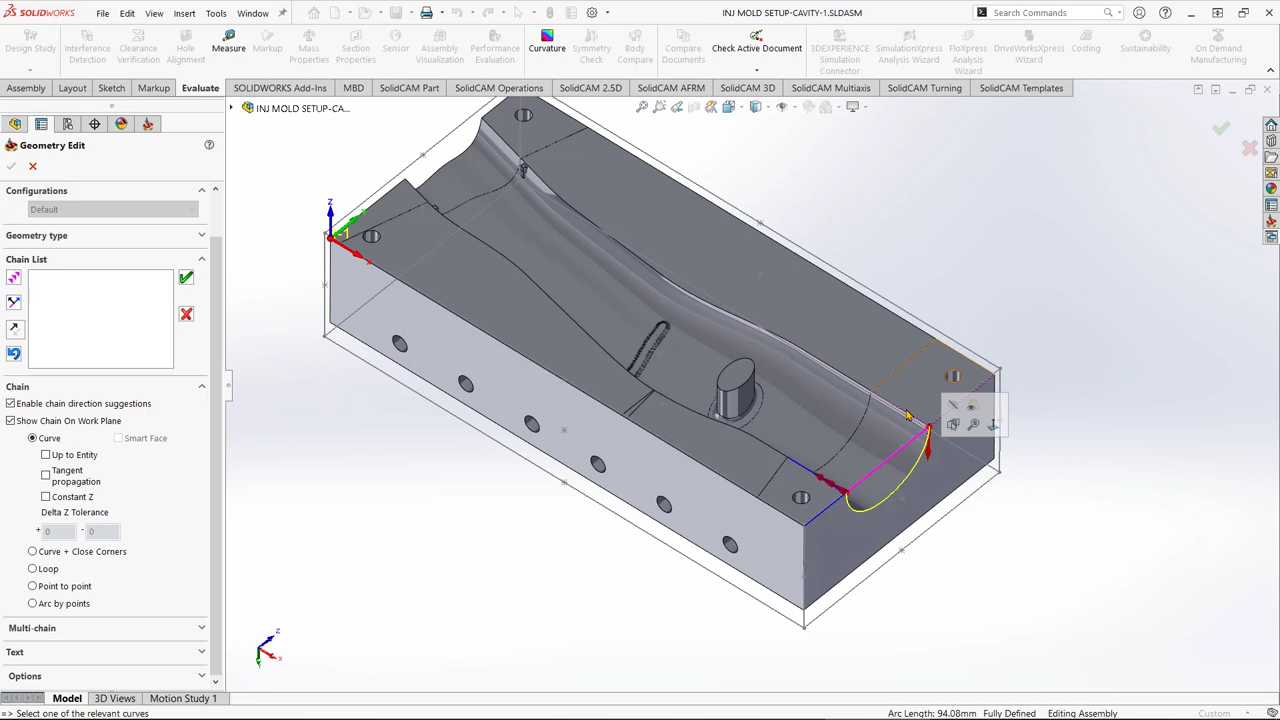 SOLIDWORKS
File Edit View Insert Tools Window
INJ MOLD SETUP-CAVITY-1.SLDASM
Search Commands
Design Study
Interference Detection
Clearance Verification
Hole Alignment
Measure
Markup
Mass Properties
Section Properties
Sensor
Assembly Visualization
Performance Evaluation
Curvature
Symmetry Check
Body Compare
Compare Documents
Check Active Document
3DEXPERIENCE Simulation Connector
SimulationXpress Analysis Wizard
FloXpress Analysis Wizard
DriveWorksXpress Wizard
Costing
Sustainability
On Demand Manufacturing
Assembly Layout Sketch Markup Evaluate SOLIDWORKS Add-Ins MBD SolidCAM Part SolidCAM Operations SolidCAM 2.5D SolidCAM AFRM SolidCAM 3D SolidCAM Multiaxis SolidCAM Turning SolidCAM Templates
INJ MOLD SETUP-CA...
Geometry Edit
Configurations
Default
Geometry type
Chain List
Chain
Enable chain direction suggestions
Show Chain On Work Plane
Curve Smart Face
Up to Entity
Tangent propagation
Constant Z
Delta Z Tolerance
+ 0 - 0
Curve + Close Corners
Loop
Point to point
Arc by points
Multi-chain
Text
Options
Z
X
Z
X
Model 3D Views Motion Study 1
=> Select one of the relevant curves
Arc Length: 94.08mm Fully Defined Editing Assembly Custom